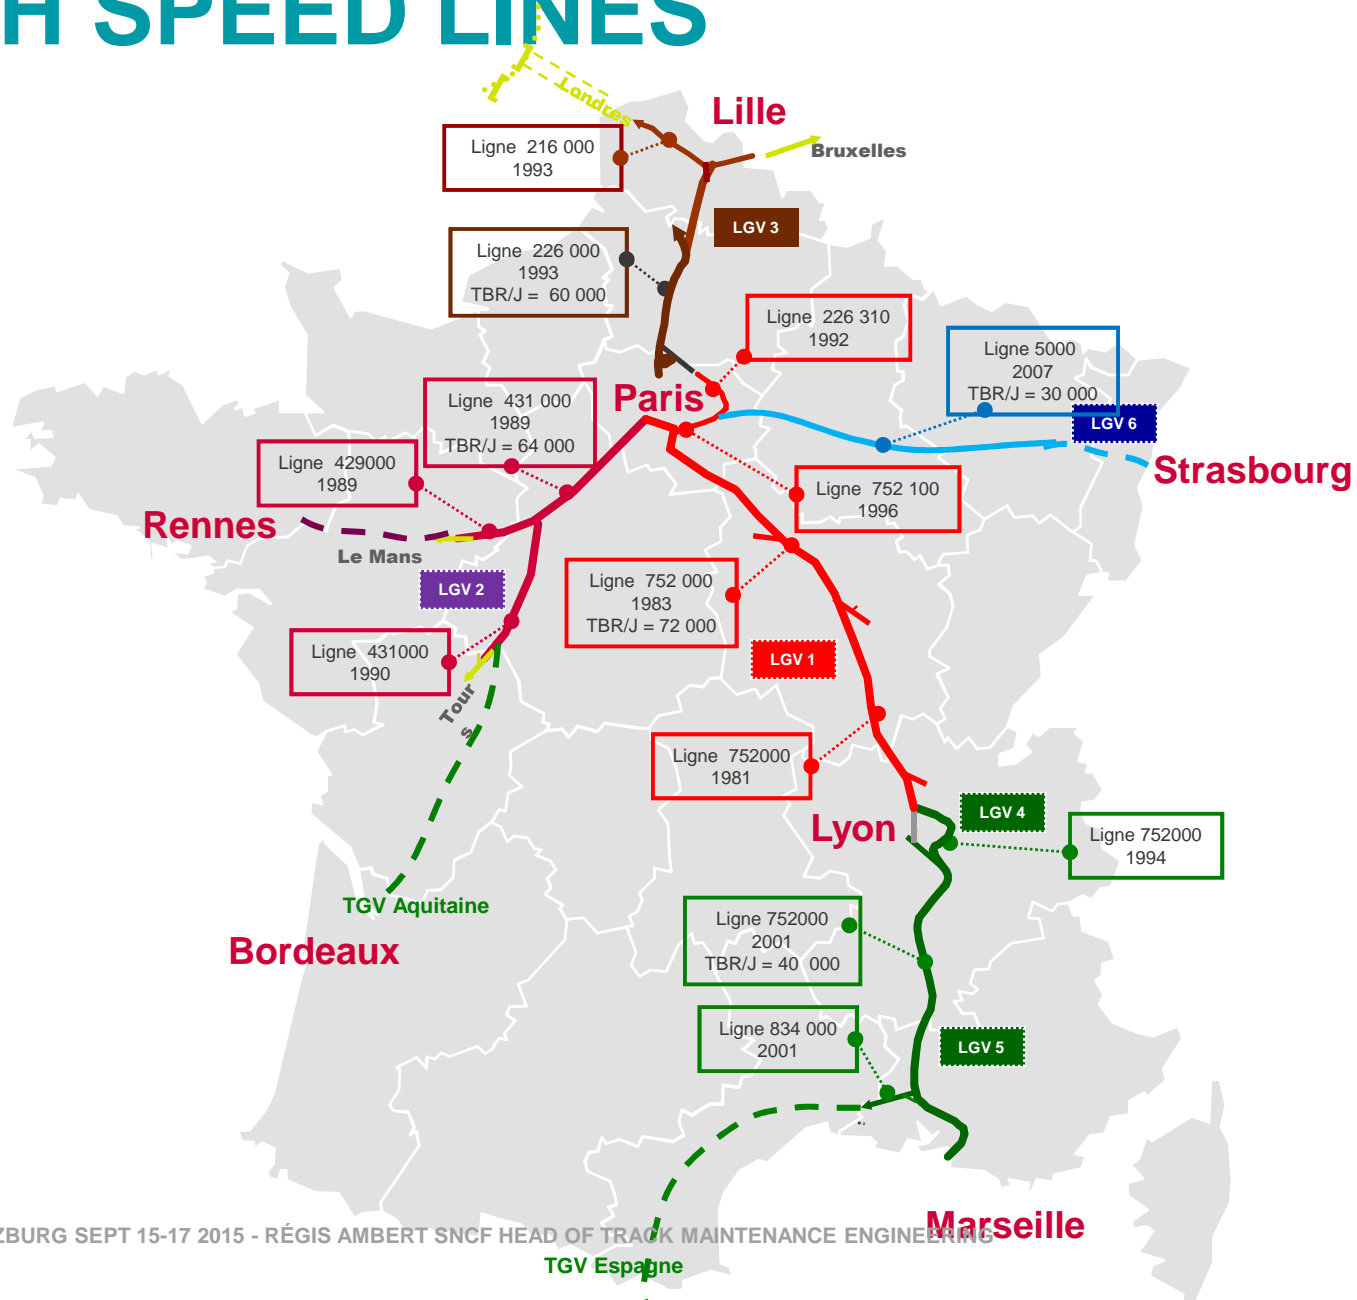 H SPEED LINES
Londres
Lille
Bruxelles
Ligne 216 000
1993
LGV 3
Ligne 226 000
1993
TBR/J = 60 000
Ligne 226 310
1992
Ligne 5000
2007
TBR/J = 30 000
Paris
Ligne 431 000
1989
TBR/J = 64 000
LGV 6
Strasbourg
Ligne 429000
1989
Ligne 752 100
1996
Rennes
Le Mans
LGV 2
Ligne 752 000
1983
TBR/J = 72 000
Ligne 431000
1990
LGV 1
Tour
s
Ligne 752000
1981
Lyon
LGV 4
Ligne 752000
1994
TGV Aquitaine
Bordeaux
Ligne 752000
2001
TBR/J = 40 000
Ligne 834 000
2001
LGV 5
Marseille
ZBURG SEPT 15-17 2015 - RÉGIS AMBERT SNCF HEAD OF TRACK MAINTENANCE ENGINEERING
TGV Espagne